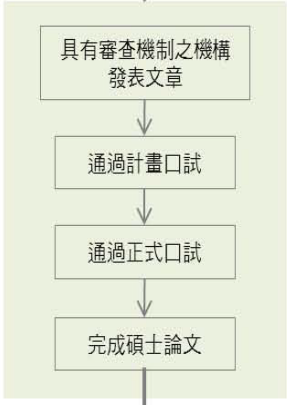 具有審查機制之機構
發表文章
通過計畫口試
通過正式口試
完成碩士論文